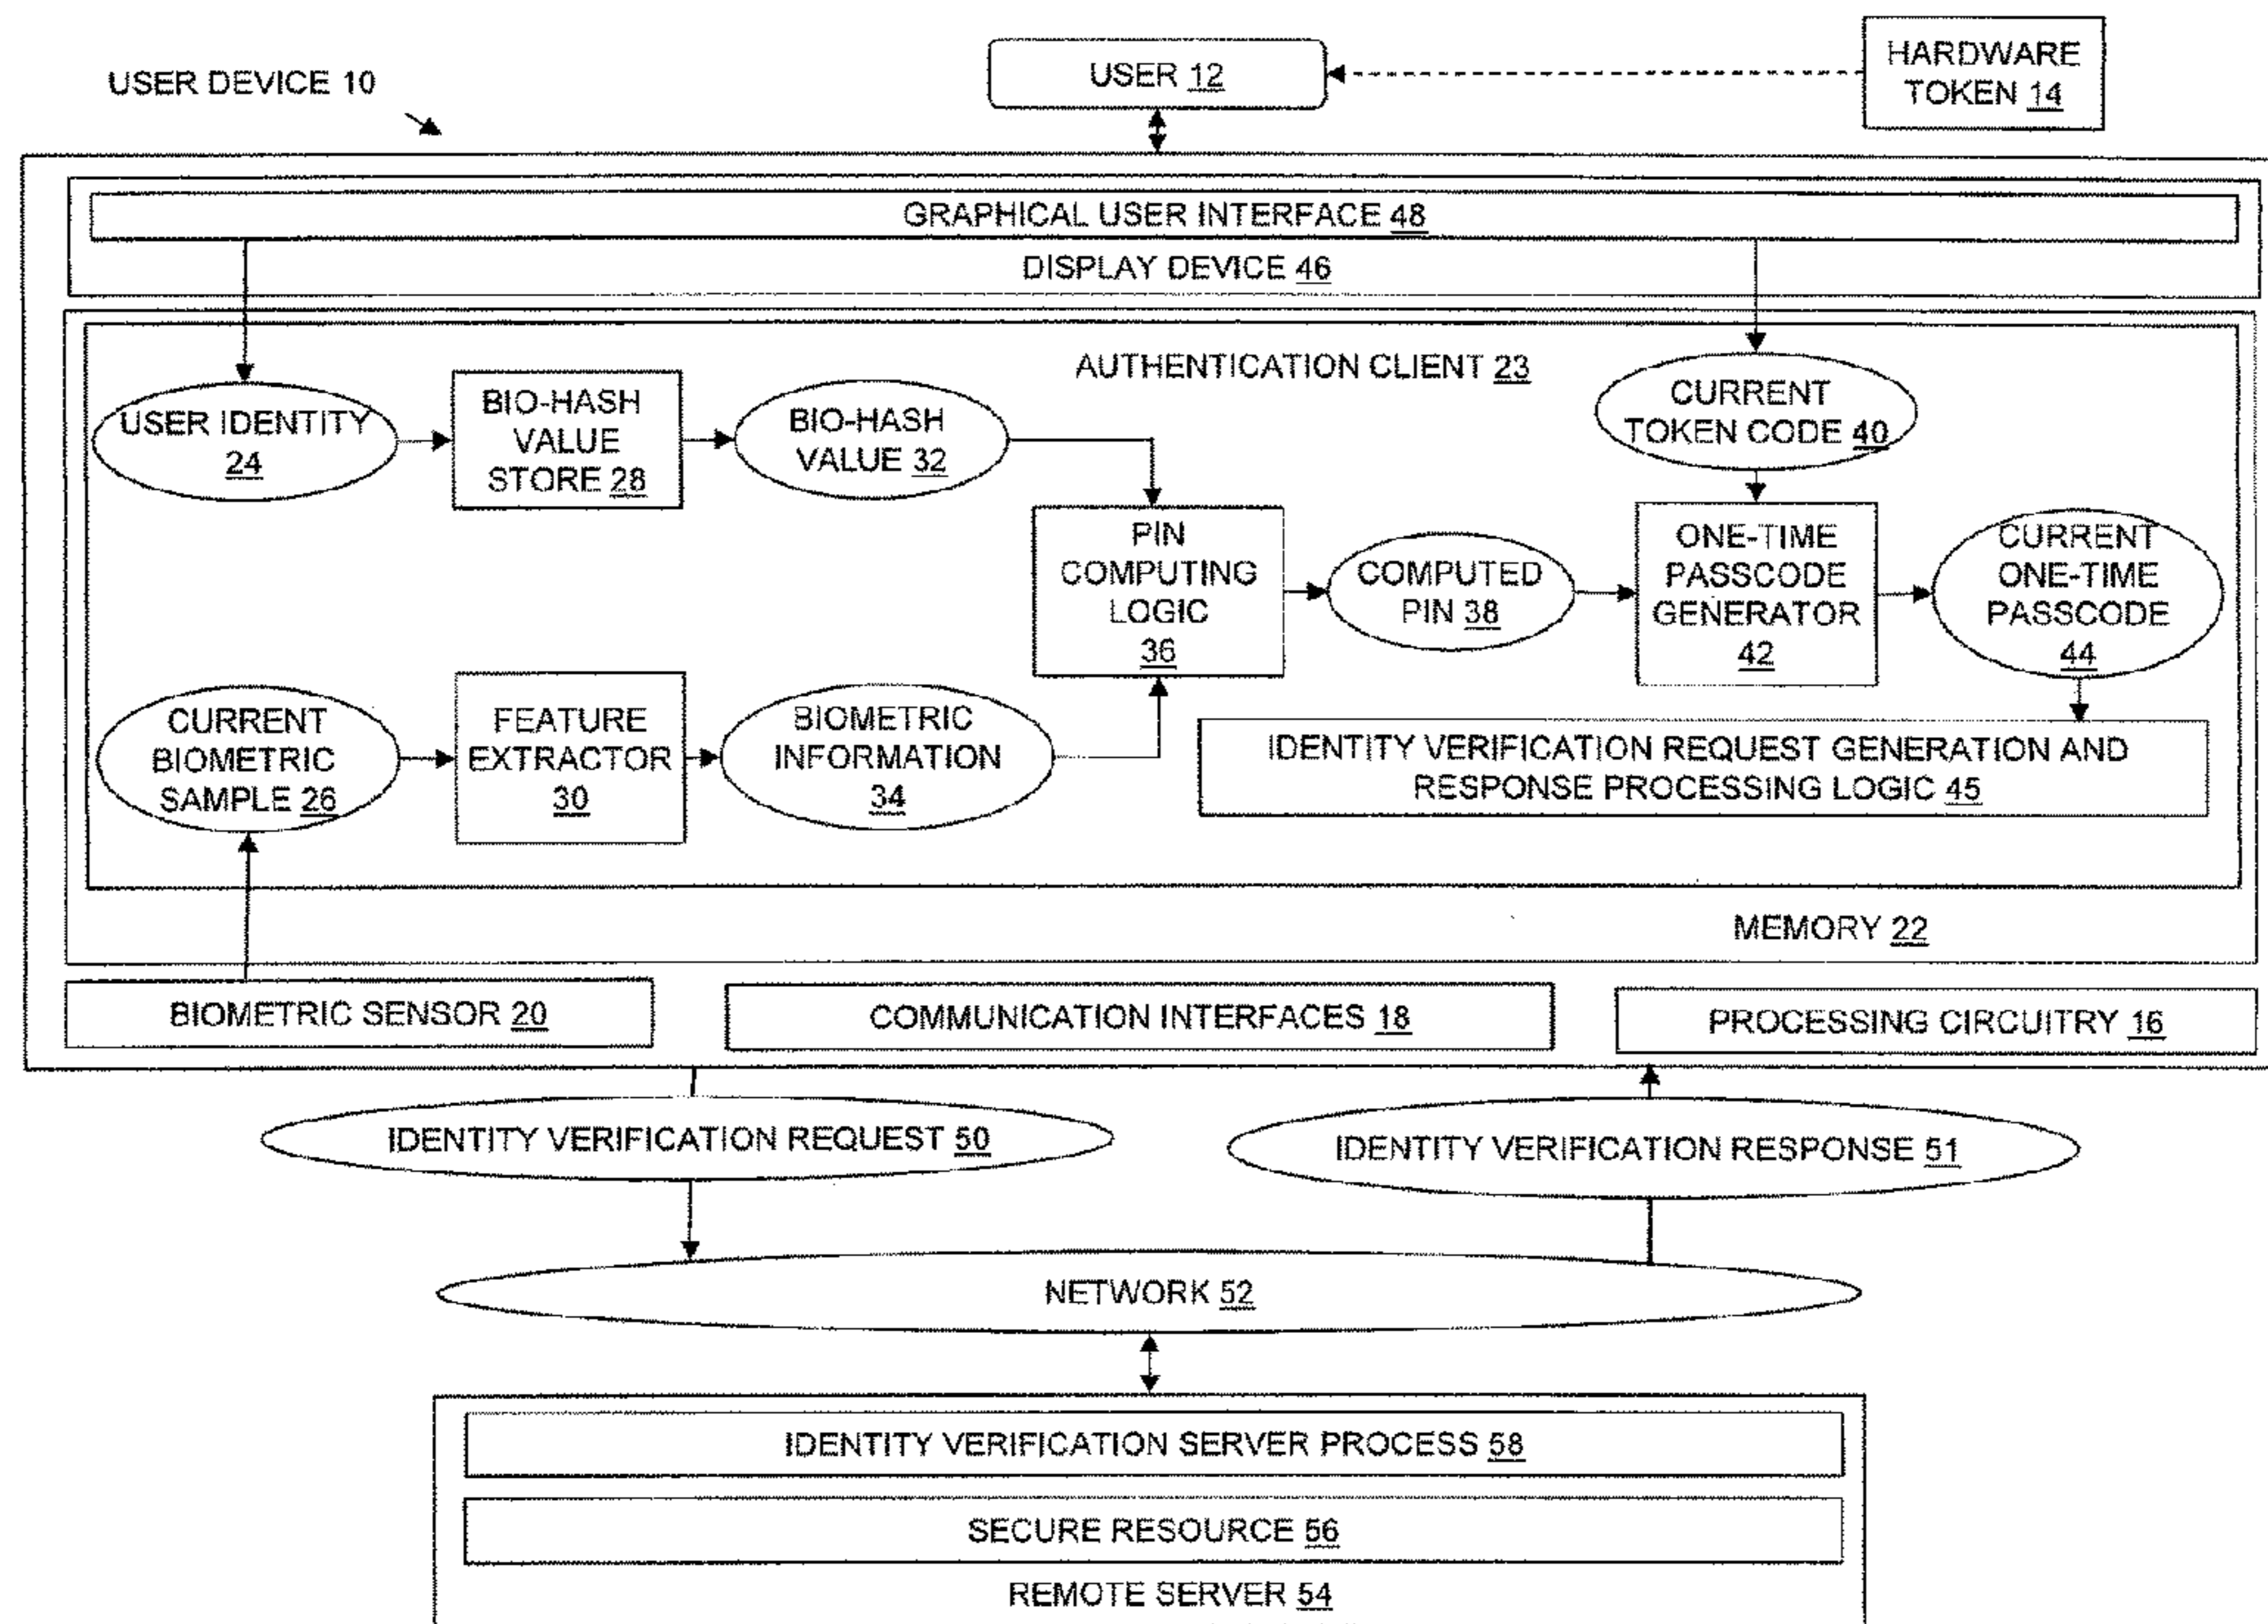 USER DEVICE 10
USER 12
HARDWARE
TOKEN 14
GRAPHICAL USER INTERFACE 48
DISPLAY DEVICE 46
AUTHENTICATION CLIENT 23
USER IDENTITY
24
BIO-HASH
VALUE
STORE 28
BIO-HASH
VALUE 32
CURRENT
TOKEN CODE 40
PIN
COMPUTING
LOGIC
36
COMPUTED
PIN 38
ONE-TIME
PASSCODE
GENERATOR
42
CURRENT
ONE-TIME
PASSCODE
44
CURRENT
BIOMETRIC
SAMPLE 26
FEATURE
EXTRACTOR
30
BIOMETRIC
INFORMATION
34
IDENTITY VERIFICATION REQUEST GENERATION AND
RESPONSE PROCESSING LOGIC 45
MEMORY 22
BIOMETRIC SENSOR 20
COMMUNICATION INTERFACES 18
PROCESSING CIRCUITRY 16
IDENTITY VERIFICATION REQUEST 50
IDENTITY VERIFICATION RESPONSE 51
NETWORK 52
IDENTITY VERIFICATION SERVER PROCESS 58
SECURE RESOURCE 56
REMOTE SERVER 54